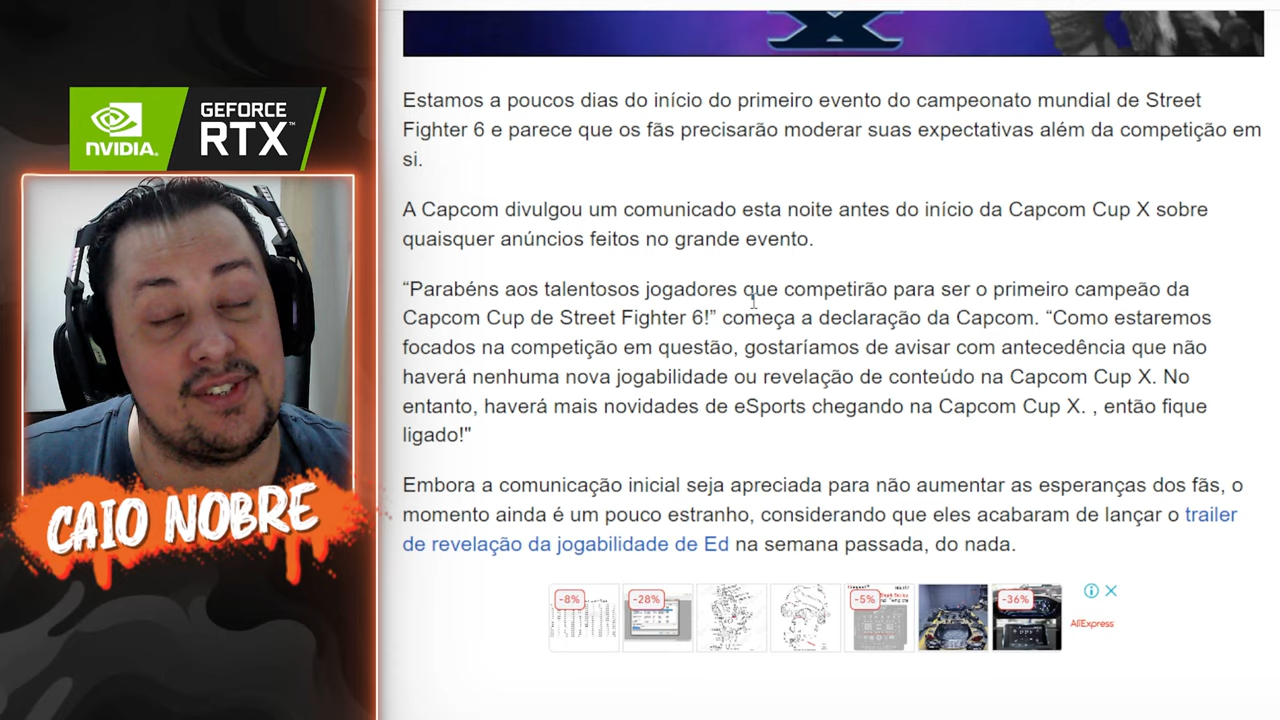 NVIDIA.
GEFORCE
RTX™
CAIO NOBRE
X
Estamos a poucos dias do início do primeiro evento do campeonato mundial de Street
Fighter 6 e parece que os fãs precisarão moderar suas expectativas além da competição em
si.
A Capcom divulgou um comunicado esta noite antes do início da Capcom Cup X sobre
quaisquer anúncios feitos no grande evento.
“Parabéns aos talentosos jogadores que competirão para ser o primeiro campeão da
Capcom Cup de Street Fighter 6!” começa a declaração da Capcom. “Como estaremos
focados na competição em questão, gostaríamos de avisar com antecedência que não
haverá nenhuma nova jogabilidade ou revelação de conteúdo na Capcom Cup X. No
entanto, haverá mais novidades de eSports chegando na Capcom Cup X. , então fique
ligado!"
Embora a comunicação inicial seja apreciada para não aumentar as esperanças dos fãs, o
momento ainda é um pouco estranho, considerando que eles acabaram de lançar o trailer
de revelação da jogabilidade de Ed na semana passada, do nada.
-8%
-28%
-5%
-36%
AliExpress